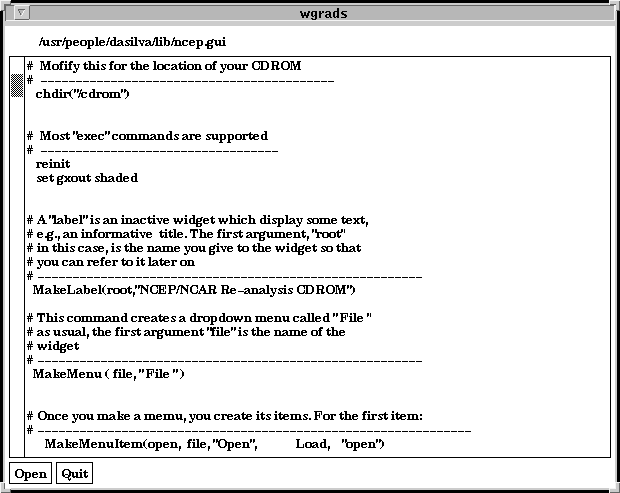 wgrads
/usr/people/dasilva/lib/ncep.gui
# Mofify this for the location of your CDROM
# ------------------------------------------
chdir("/cdrom")
# Most "exec" commands are supported
# ----------------------------------
reinit
set gxout shaded
# A "label" is an inactive widget which display some text,
# e.g., an informative title. The first argument, "root"
# in this case, is the name you give to the widget so that
# you can refer to it later on
# -------------------------------------------------------
MakeLabel(root,"NCEP/NCAR Re-analysis CDROM")
# This command creates a dropdown menu called "File "
# as usual, the first argument "file" is the name of the
# widget
# -------------------------------------------------------
MakeMenu ( file, "File " )
# Once you make a memu, you create its items. For the first item:
# --------------------------------------------------------------
MakeMenuItem(open, file, "Open", Load, "open")
Open Quit